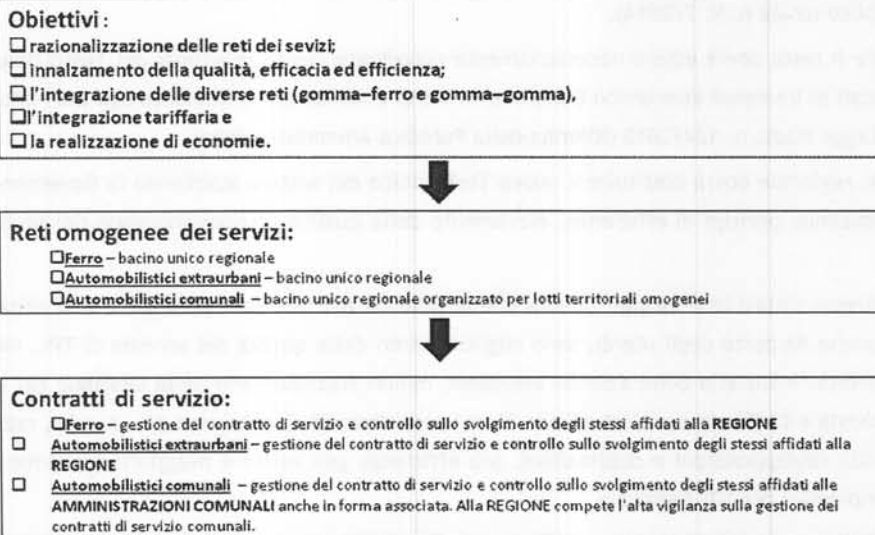 Obiettivi :
❑ razionalizzazione delle reti dei sevizi;
❑ innalzamento della qualità, efficacia ed efficienza;
❑ l'integrazione delle diverse reti (goma–ferro e gomma-gomma),
❑ l'integrazione tariffaria e
❑ la realizzazione di economie.
Reti omogenee dei servizi:
❑ Ferro – bacino unico regionale
❑ Automobilistici extraurbani – bacino unico regionale
❑ Automobilistici comunali – bacino unico regionale organizzato per lotti territoriali omogenei
Contratti di servizio:
❑ Ferro – gestione del contratto di servizio e controllo sullo svolgimento degli stessi affidati alla REGIONE
❑ Automobilistici extraurbani – gestione del contratto di servizio e controllo sullo svolgimento degli stessi affidati alla
REGIONE
❑ Automobilistici comunali – gestione del contratto di servizio e controllo sullo svolgimento degli stessi affidati alle
AMMINISTRAZIONI COMUNALI anche in forma associata. Alla REGIONE compete l'alta vigilanza sulla gestione dei
contratti di servizio comunali.